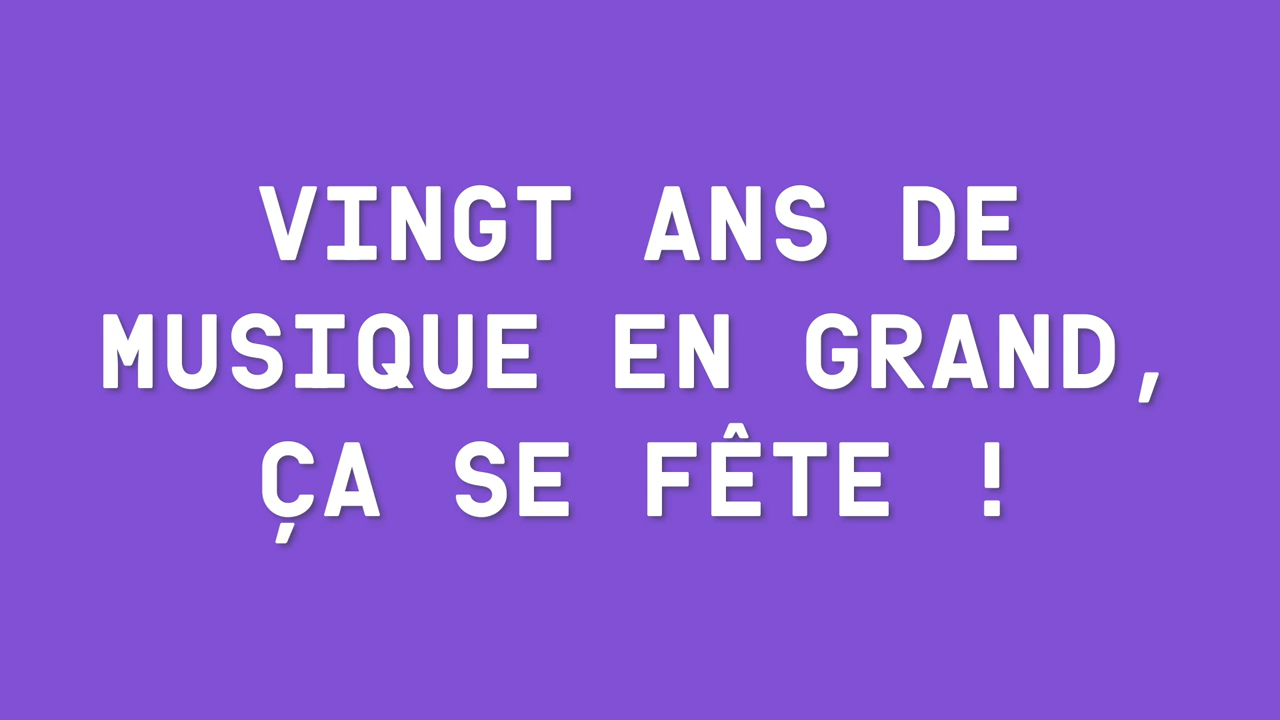 VINGT ANS DE
MUSIQUE EN GRAND,
ÇA SE FÊTE !